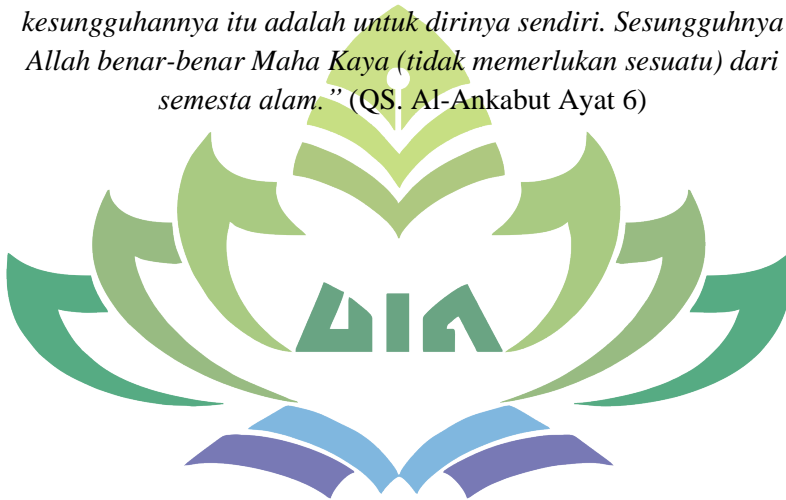 kesungguhannya itu adalah untuk dirinya sendiri. Sesungguhnya
Allah benar-benar Maha Kaya (tidak memerlukan sesuatu) dari
semesta alam.” (QS. Al-Ankabut Ayat 6)
UIN